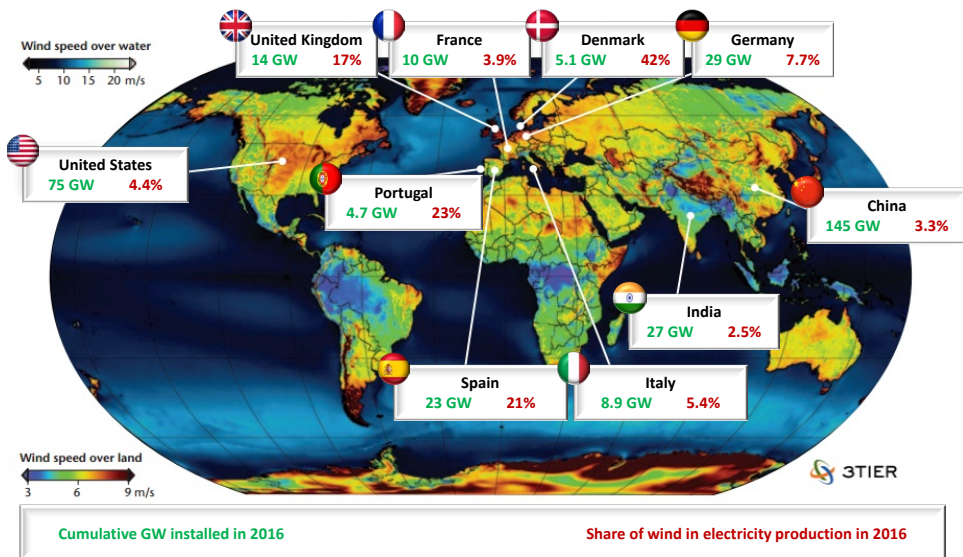 United Kingdom
14 GW 17%
France
10 GW 3.9%
Denmark
5.1 GW 42%
Germany
29 GW 7.7%
Wind speed over water
5 10 15 20 m/s
United States
75 GW 4.4%
Portugal
4.7 GW 23%
China
145 GW 3.3%
India
27 GW 2.5%
Spain
23 GW 21%
Italy
8.9 GW 5.4%
Wind speed over land
3 6 9 m/s
3TIER
Cumulative GW installed in 2016
Share of wind in electricity production in 2016